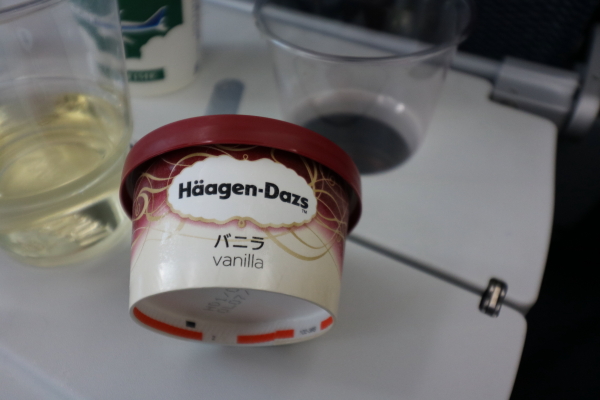 Häagen-Dazs
バニラ
vanilla